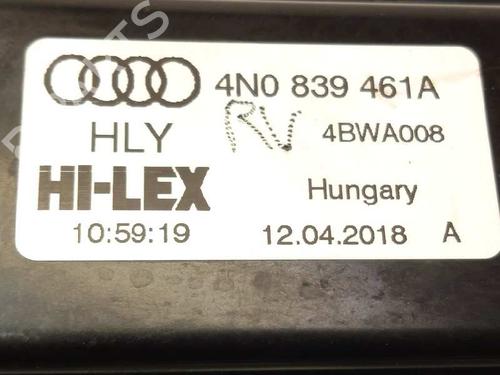 4N0 839 461A
HLY RV 4BWA008
HI-LEX Hungary
10:59:19 12.04.2018 A